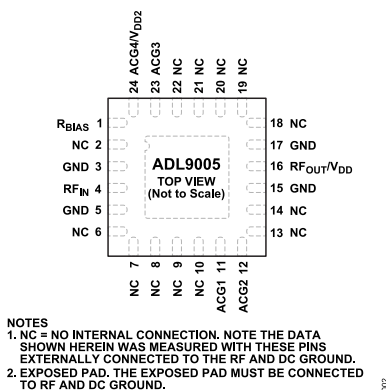 24 ACG4/VDD2
23 ACG3
22 NC
21 NC
20 NC
19 NC
RBIAS 1
NC 2
GND 3
RFIN 4
GND 5
NC 6
ADL9005
TOP VIEW
(Not to Scale)
18 NC
17 GND
16 RFOUT/VDD
15 GND
14 NC
13 NC
NC 7
NC 8
NC 9
NC 10
ACG1 11
ACG2 12
NOTES
1. NC = NO INTERNAL CONNECTION. NOTE THE DATA
SHOWN HEREIN WAS MEASURED WITH THESE PINS
EXTERNALLY CONNECTED TO THE RF AND DC GROUND.
2. EXPOSED PAD. THE EXPOSED PAD MUST BE CONNECTED
TO RF AND DC GROUND.
002